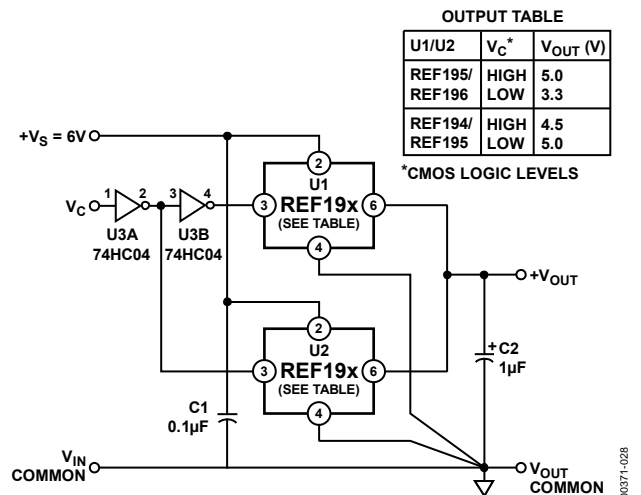 OUTPUT TABLE
U1/U2 VC* VOUT (V)
REF195/ HIGH 5.0
REF196 LOW 3.3
REF194/ HIGH 4.5
REF195 LOW 5.0
*CMOS LOGIC LEVELS
+VS = 6V
2
U1
VC 1 2 3 4 3 REF19x 6
(SEE TABLE)
U3A U3B
74HC04 74HC04
4
+VOUT
2
U2
3 REF19x 6
(SEE TABLE)
4
+ C2
1µF
C1
0.1µF
VIN
COMMON
VOUT
COMMON
00371-028